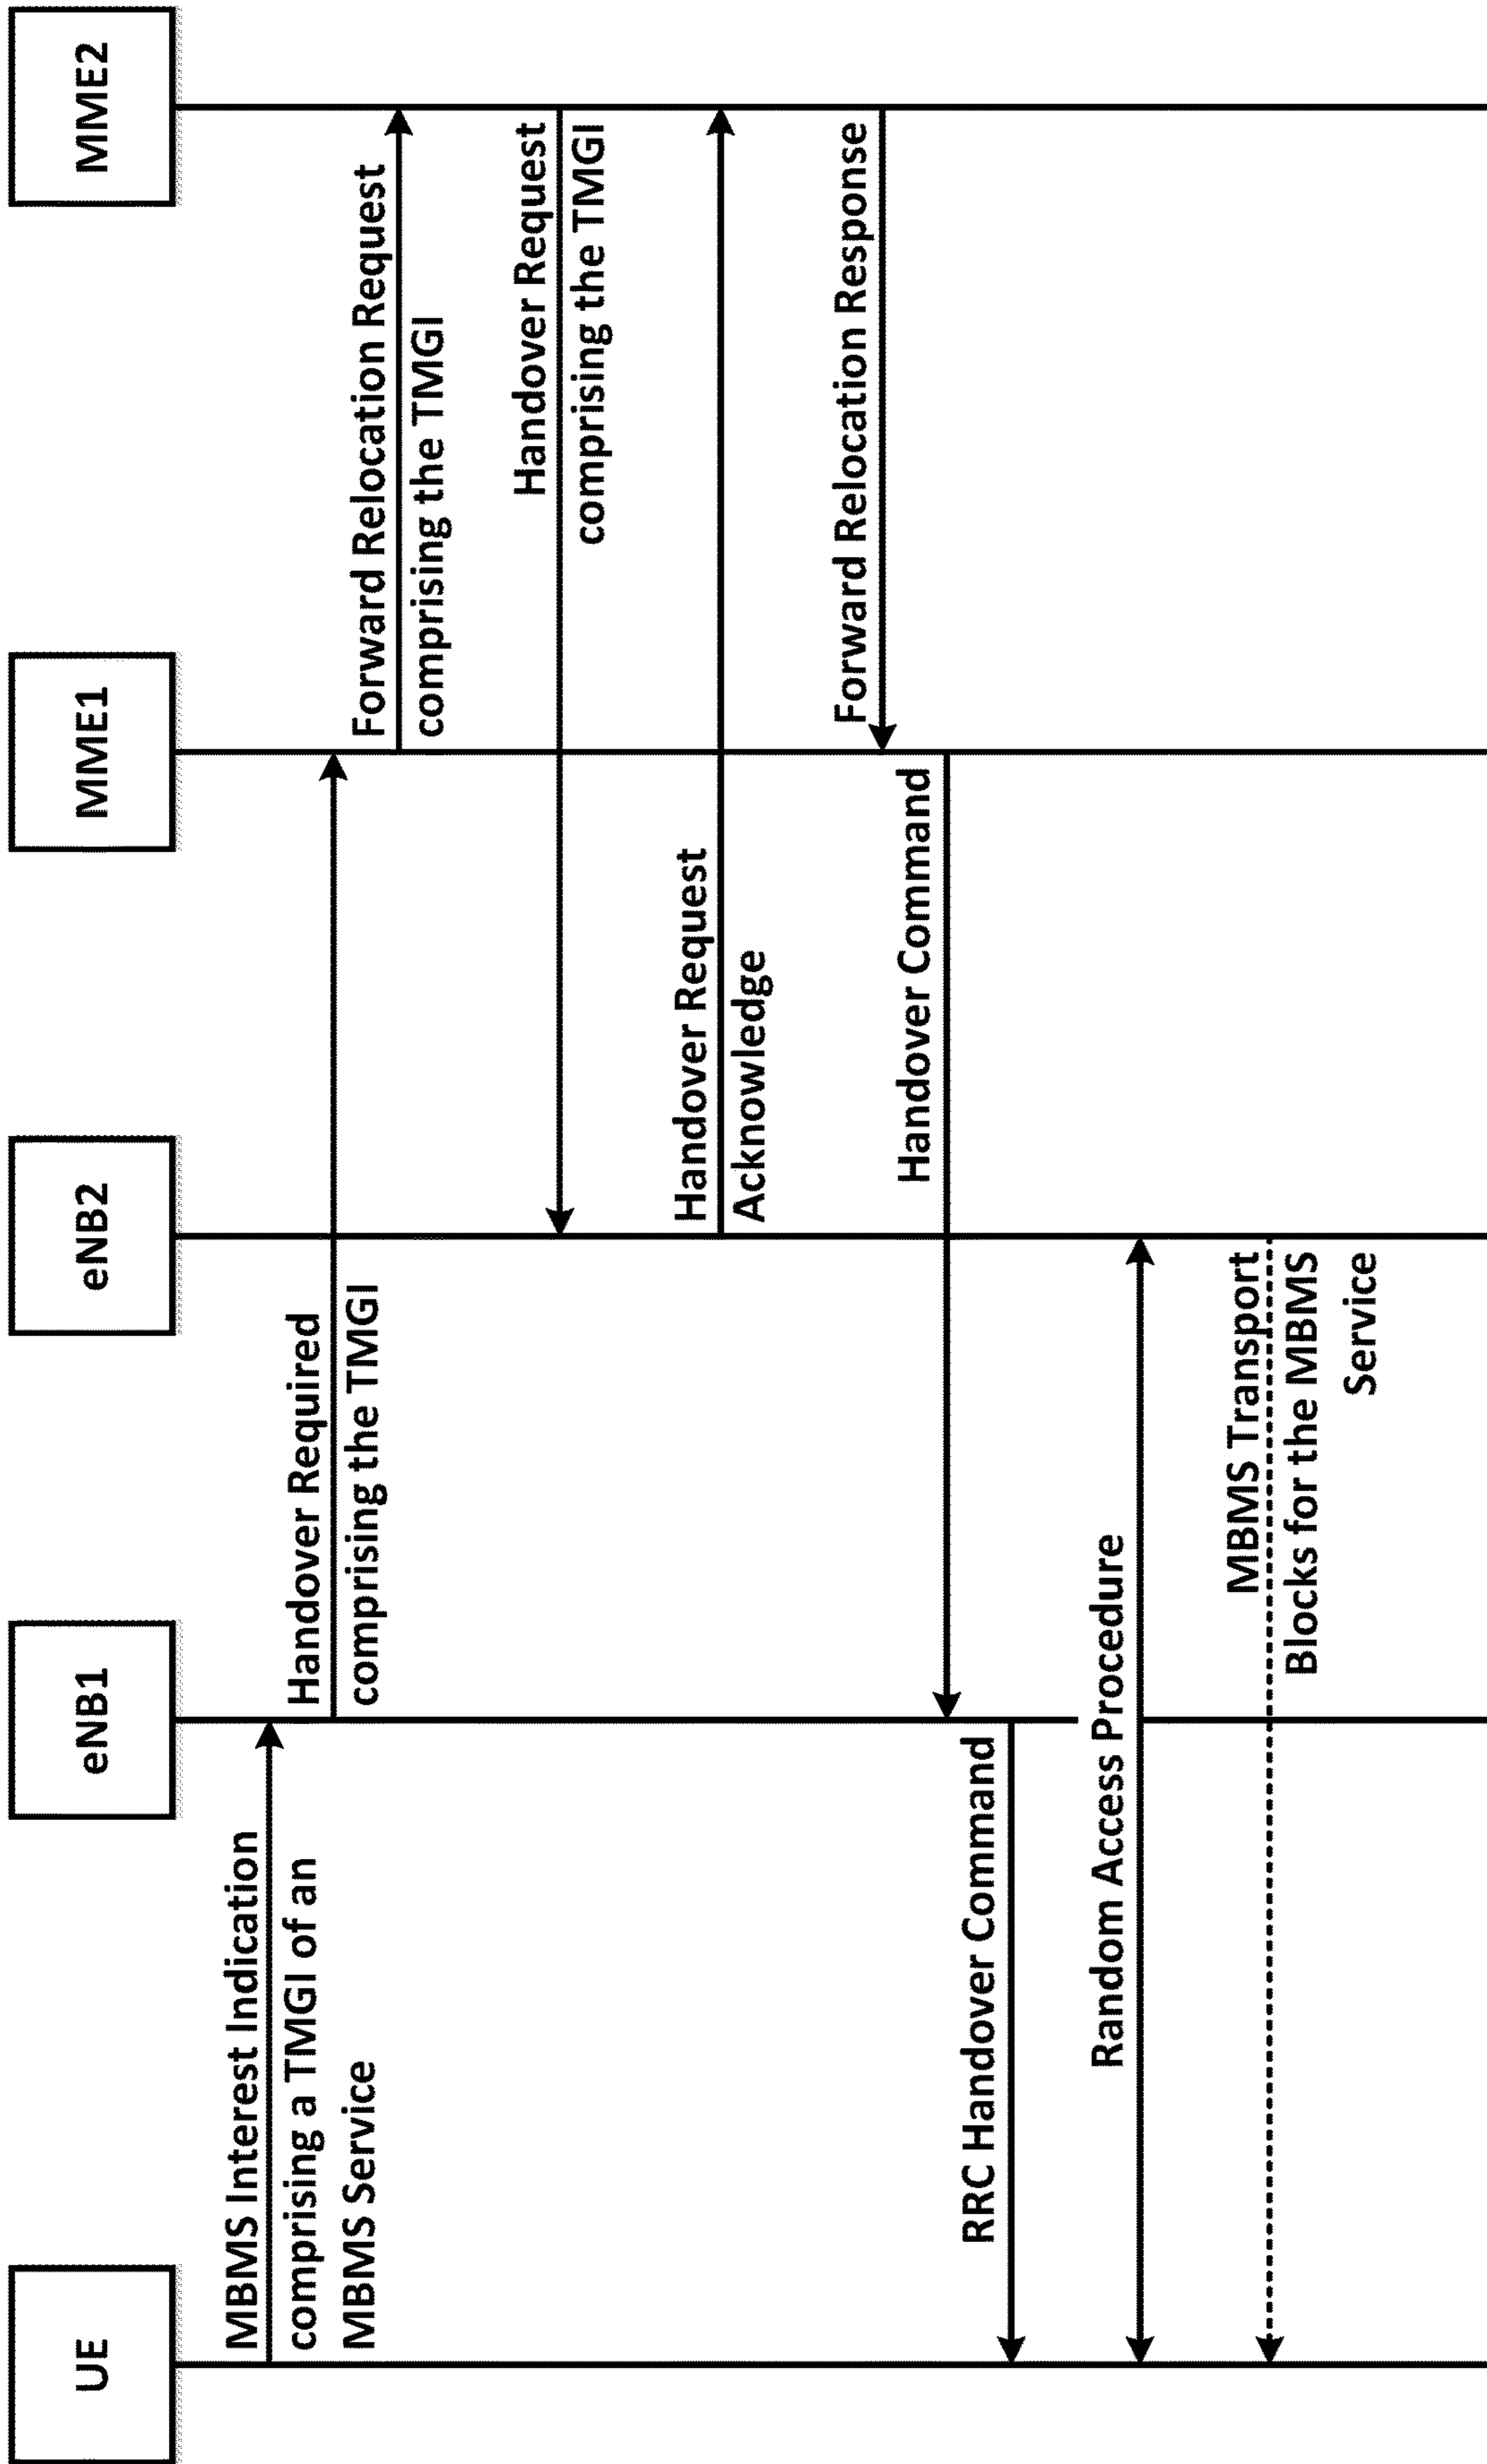 UE
eNB1
eNB2
MME1
MME2
MBMS Interest Indication
comprising a TMGI of an
MBMS Service
Handover Required
comprising the TMGI
Forward Relocation Request
comprising the TMGI
Handover Request
comprising the TMGI
Handover Request
Acknowledge
Forward Relocation Response
Handover Command
RRC Handover Command
Random Access Procedure
MBMS Transport
Blocks for the MBMS
Service